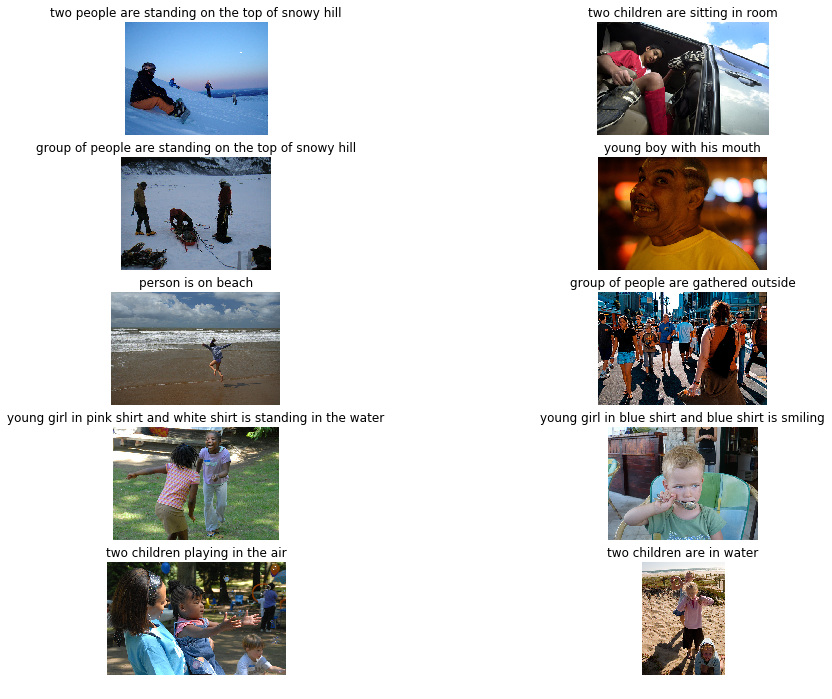 two people are standing on the top of snowy hill
two children are sitting in room
group of people are standing on the top of snowy hill
young boy with his mouth
person is on beach
group of people are gathered outside
young girl in pink shirt and white shirt is standing in the water
young girl in blue shirt and blue shirt is smiling
two children playing in the air
two children are in water